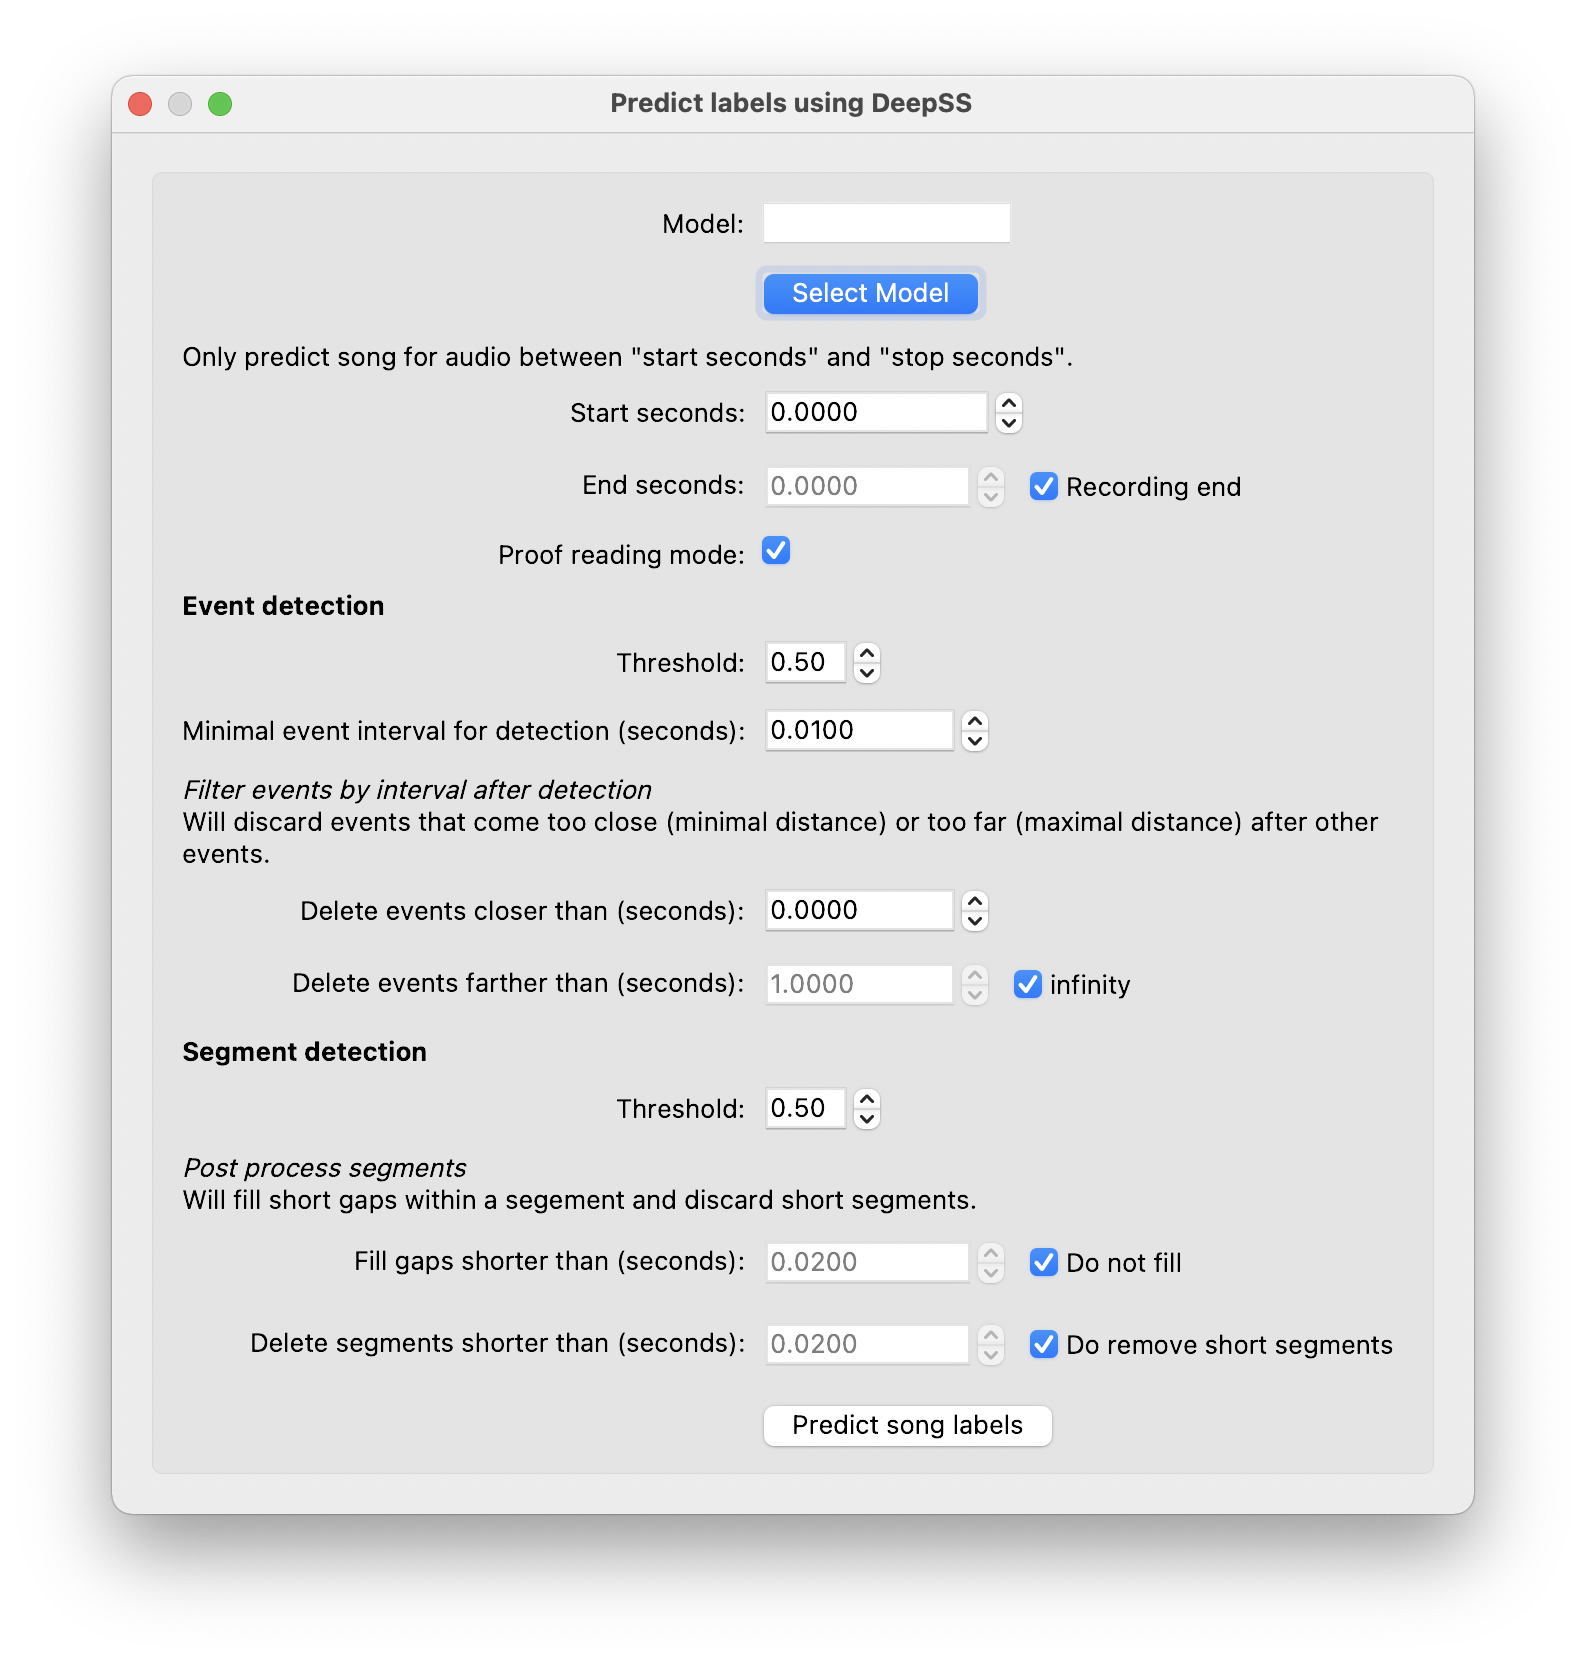 Predict labels using DeepSS
Model:
Select Model
Only predict song for audio between "start seconds" and "stop seconds".
Start seconds: 0.0000
End seconds: 0.0000 Recording end
Proof reading mode:
Event detection
Threshold: 0.50
Minimal event interval for detection (seconds): 0.0100
Filter events by interval after detection
Will discard events that come too close (minimal distance) or too far (maximal distance) after other
events.
Delete events closer than (seconds): 0.0000
Delete events farther than (seconds): 1.0000 infinity
Segment detection
Threshold: 0.50
Post process segments
Will fill short gaps within a segement and discard short segments.
Fill gaps shorter than (seconds): 0.0200 Do not fill
Delete segments shorter than (seconds): 0.0200 Do remove short segments
Predict song labels